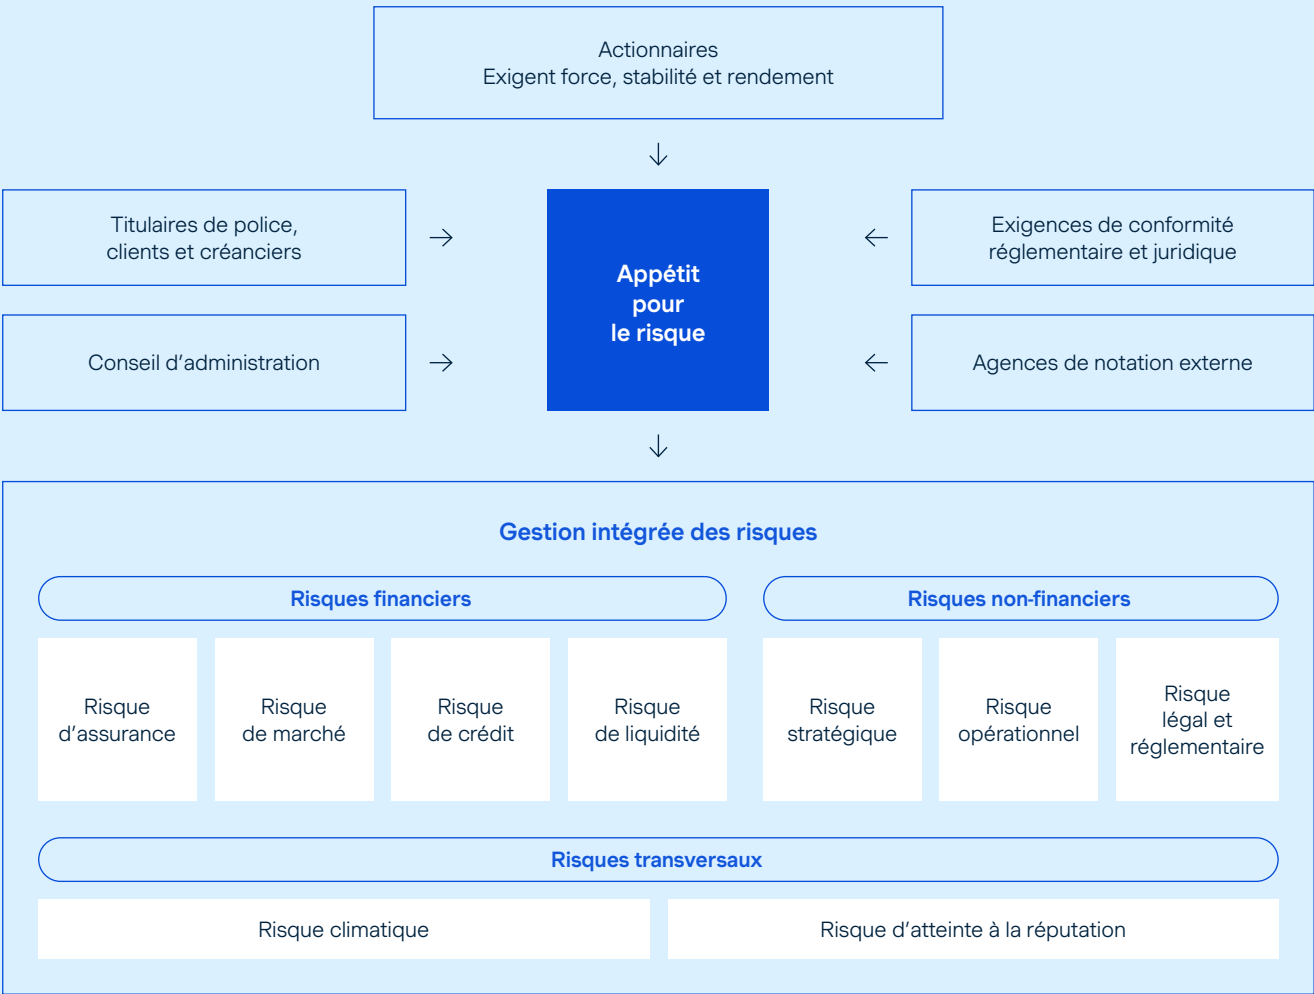 Actionnaires
Exigent force, stabilité et rendement
Titulaires de police,
clients et créanciers
Conseil d’administration
Appétit
pour
le risque
Exigences de conformité
réglementaire et juridique
Agences de notation externe
Gestion intégrée des risques
Risques financiers
Risque
d’assurance
Risque
de marché
Risque
de crédit
Risque
de liquidité
Risques non-financiers
Risque
stratégique
Risque
opérationnel
Risque
légal et
réglementaire
Risques transversaux
Risque climatique
Risque d’atteinte à la réputation